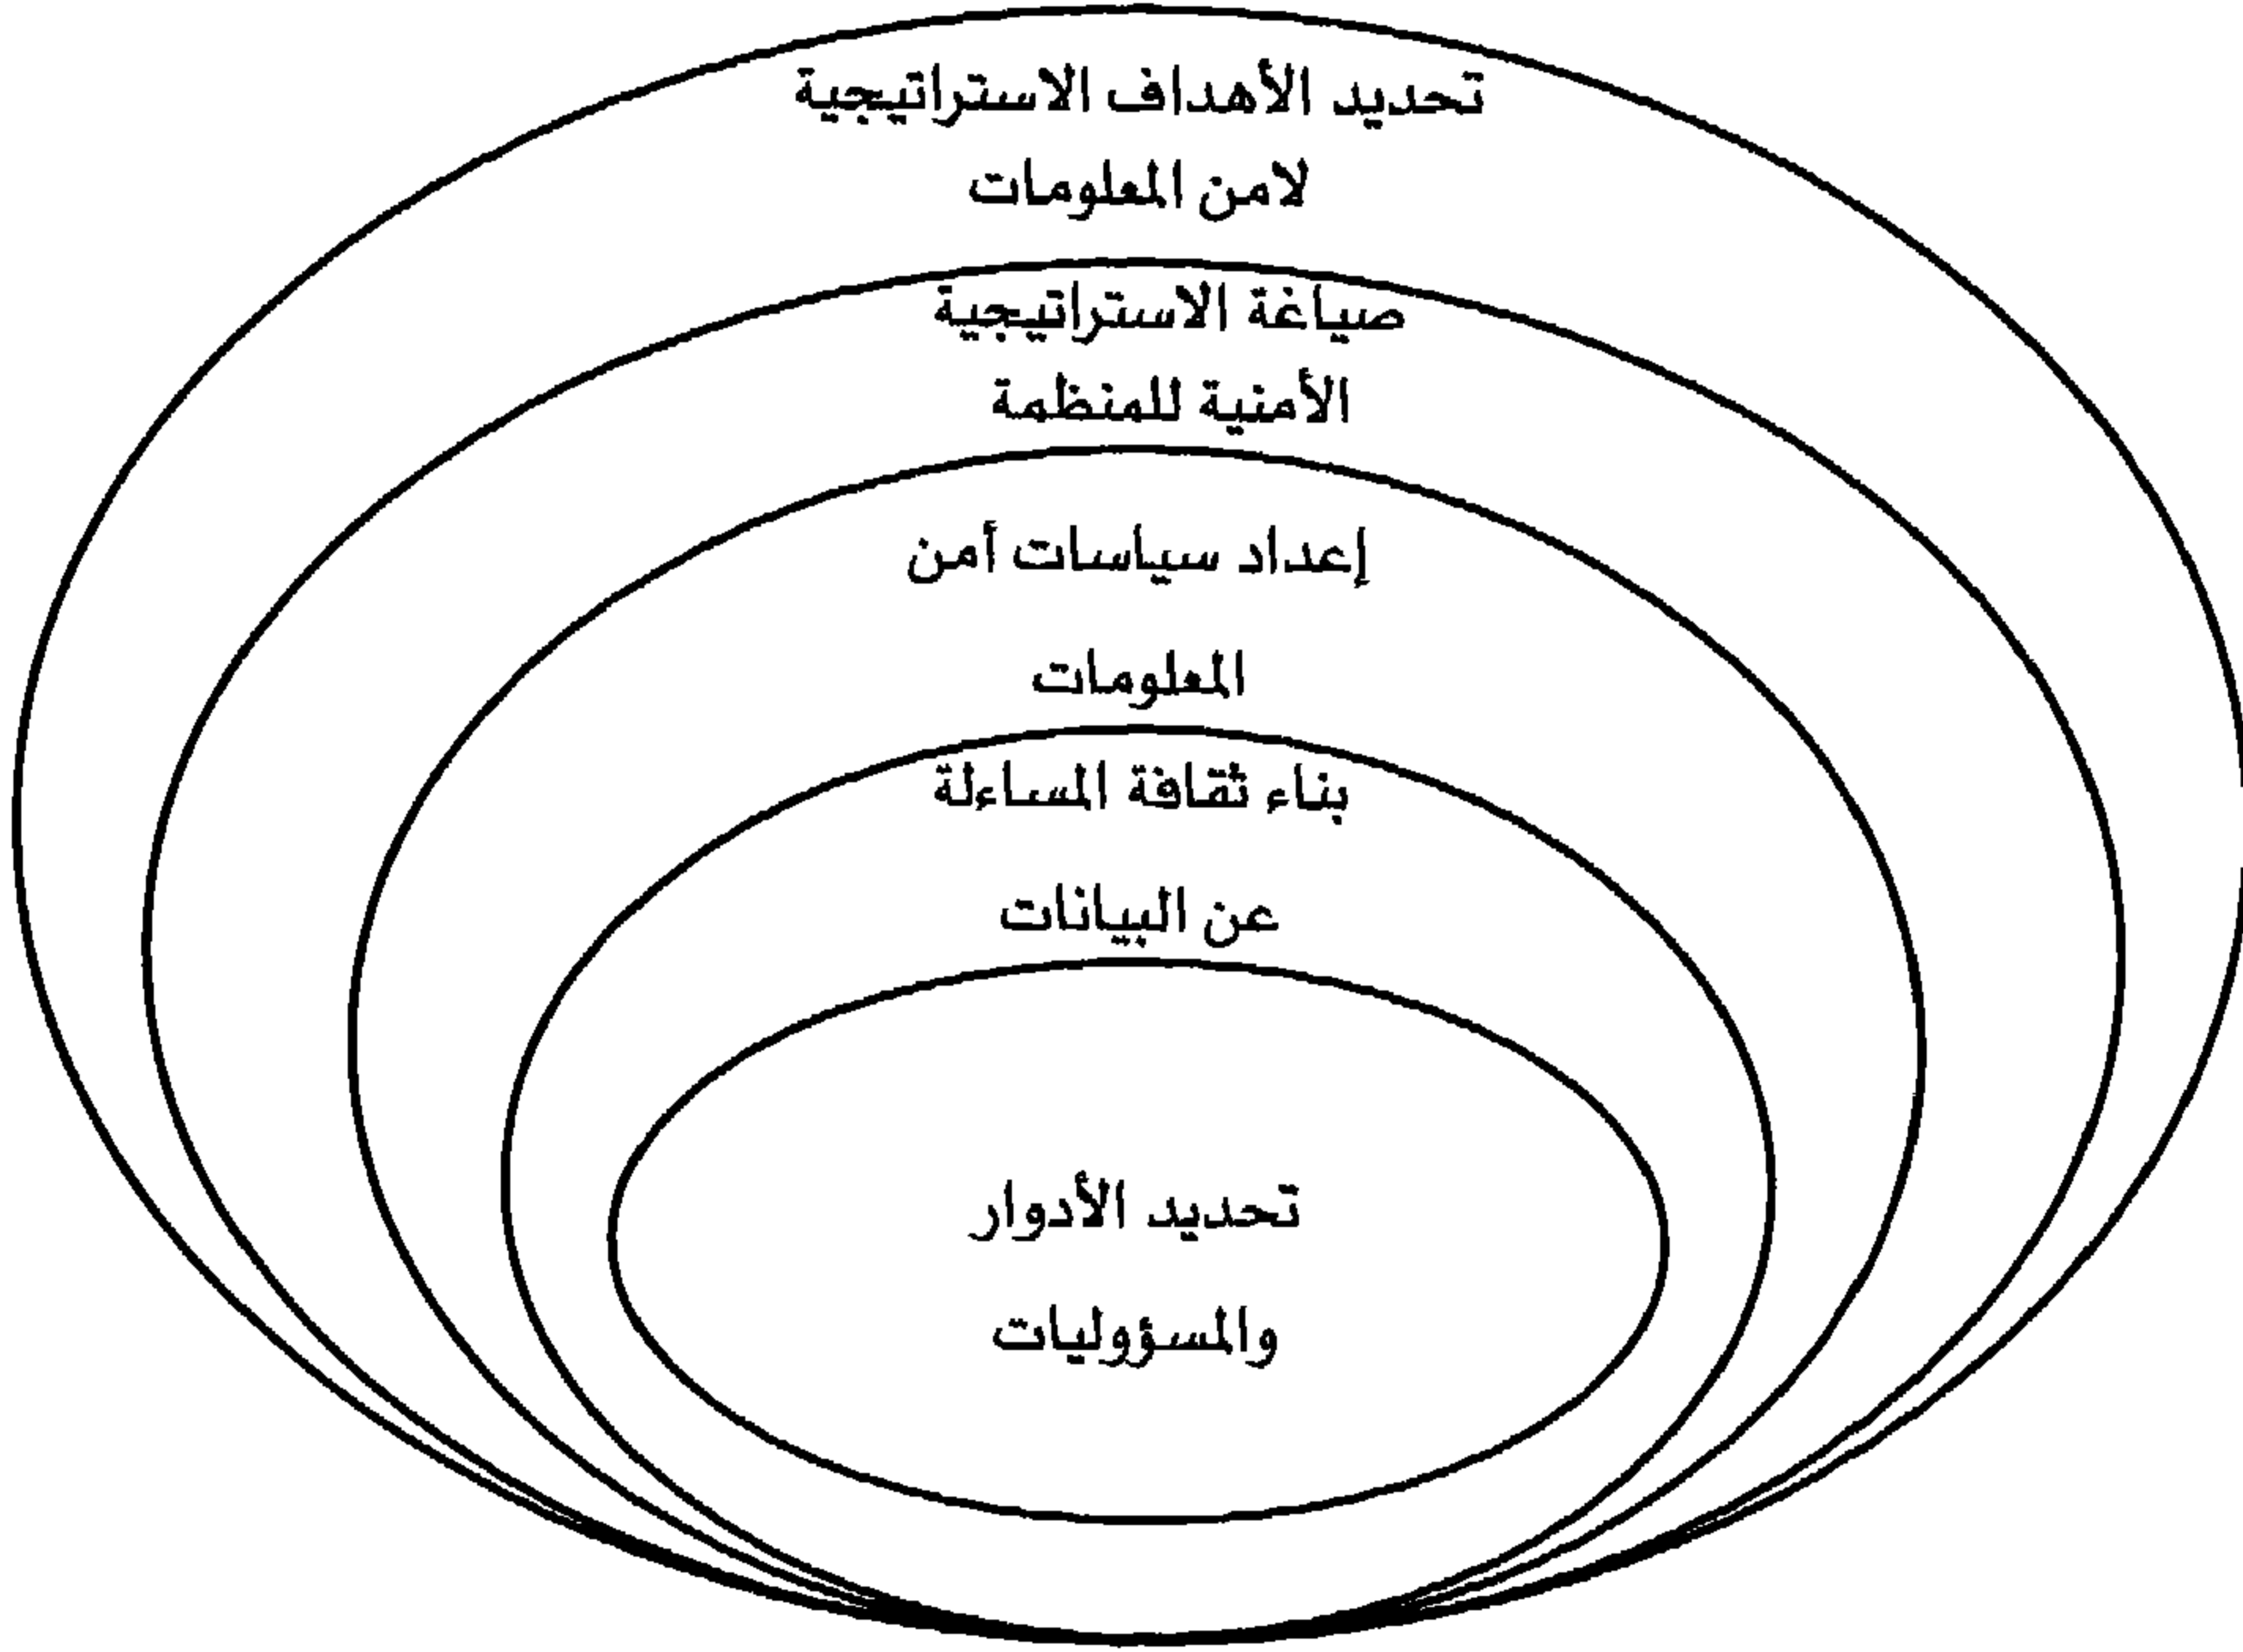 تحديد الأهداف الاستراتيجية
لامن المعلومات
صياغة الاستراتيجية
الأمنية للمنظمة
إعداد سياسات أمن
المعلومات
بناء ثقافة المساءلة
عن البيانات
تحديد الأدوار
والمسؤوليات